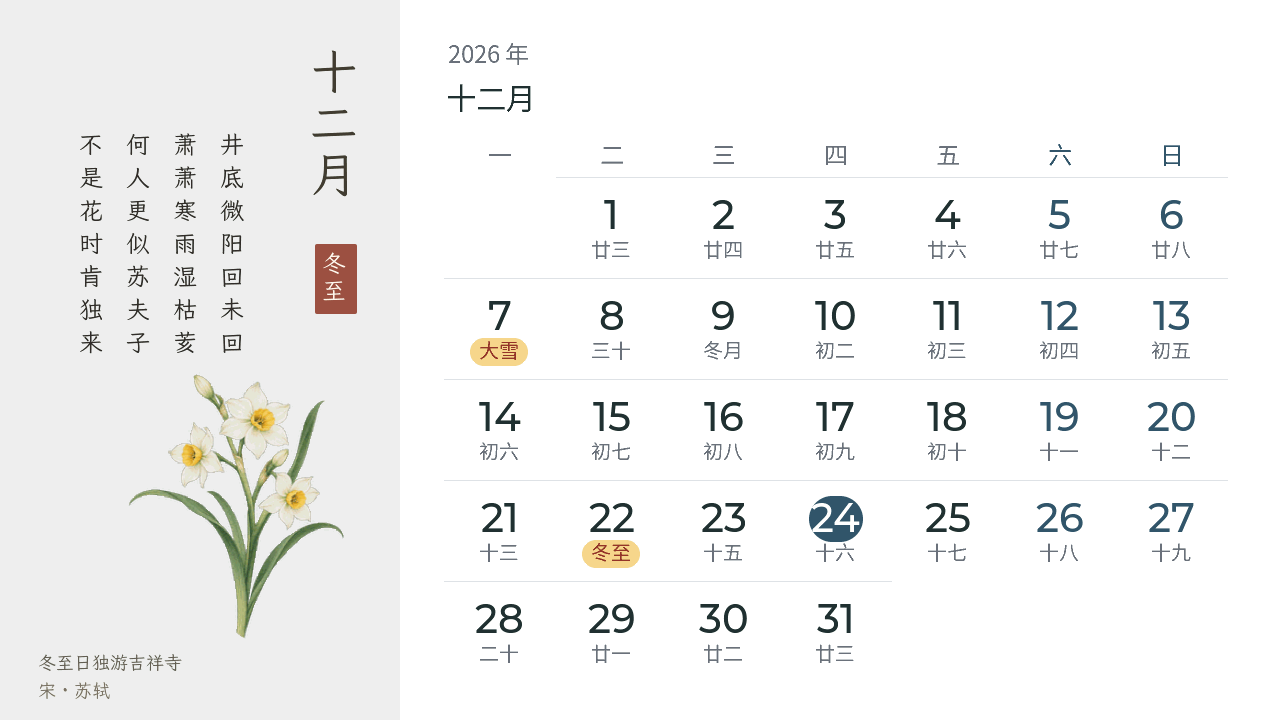 十二月
冬至
井底微阳回未回
萧萧寒雨湿枯荄
何人更似苏夫子
不是花时肯独来
冬至日独游吉祥寺
宋·苏轼
2026 年
十二月
一 二 三 四 五 六 日
1 2 3 4 5 6
廿三 廿四 廿五 廿六 廿七 廿八
7 8 9 10 11 12 13
大雪 三十 冬月 初二 初三 初四 初五
14 15 16 17 18 19 20
初六 初七 初八 初九 初十 十一 十二
21 22 23 24 25 26 27
十三 冬至 十五 十六 十七 十八 十九
28 29 30 31
二十 廿一 廿二 廿三